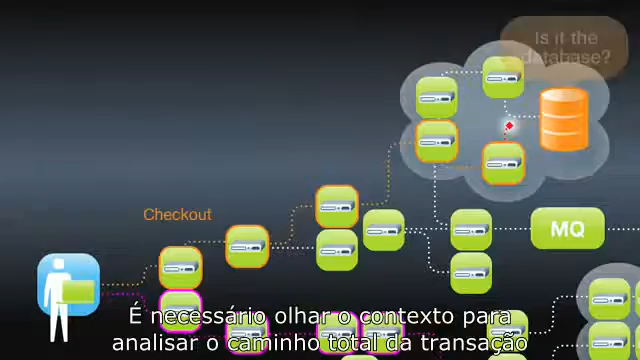 Is it the
database?
Checkout
MQ
É necessário olhar o contexto para
analisar o caminho total da transação